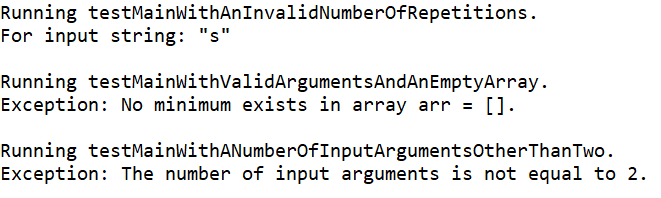 Running testMainWithAnInvalidNumberOfRepetitions.
For input string: "s"
Running testMainWithValidArgumentsAndAnEmptyArray.
Exception: No minimum exists in array arr = [].
Running testMainWithANumberOfInputArgumentsOtherThanTwo.
Exception: The number of input arguments is not equal to 2.